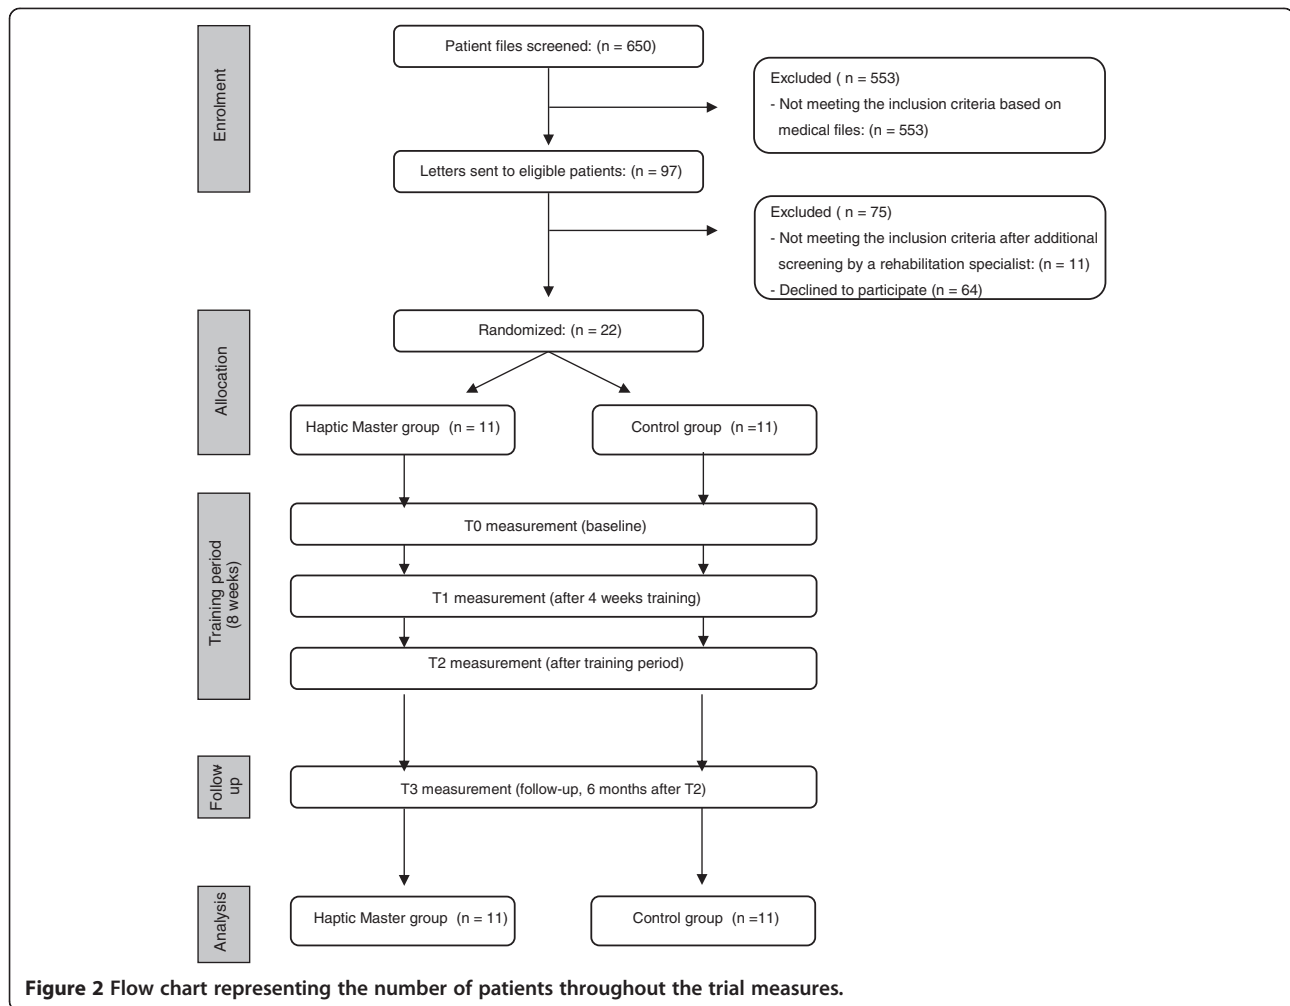 Enrolment
Patient files screened: (n = 650)
Excluded ( n = 553)
- Not meeting the inclusion criteria based on
medical files: (n = 553)
Letters sent to eligible patients: (n = 97)
Excluded ( n = 75)
- Not meeting the inclusion criteria after additional
screening by a rehabilitation specialist: (n = 11)
- Declined to participate (n = 64)
Allocation
Randomized: (n = 22)
Haptic Master group (n = 11)
Control group (n =11)
Training period
(8 weeks)
T0 measurement (baseline)
T1 measurement (after 4 weeks training)
T2 measurement (after training period)
Follow
up
T3 measurement (follow-up, 6 months after T2)
Analysis
Haptic Master group (n = 11)
Control group (n =11)
Figure 2 Flow chart representing the number of patients throughout the trial measures.